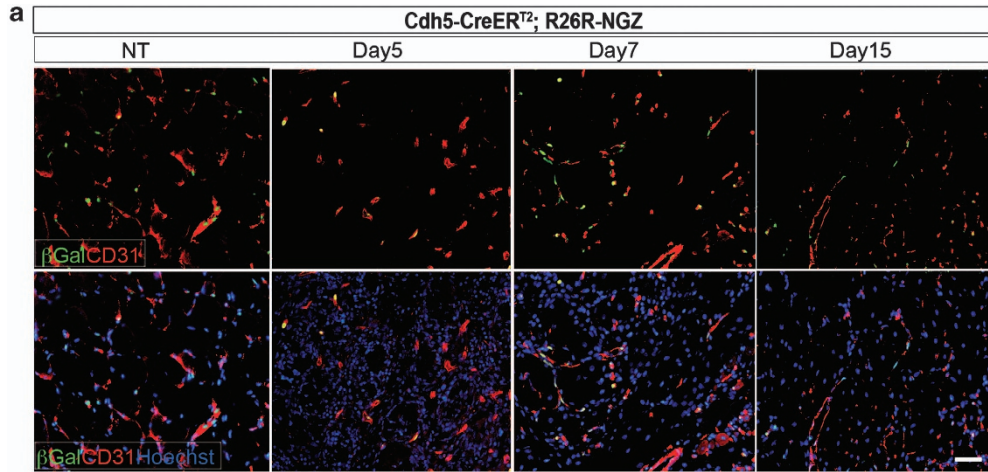 a
Cdh5-CreERᵀ²; R26R-NGZ
NT Day5 Day7 Day15
βGalCD31
βGalCD31Hoechst